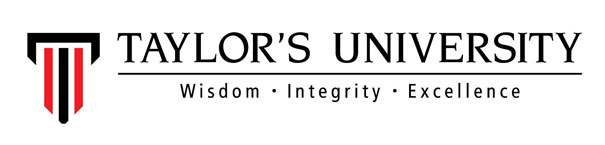 TAYLOR'S UNIVERSITY
Wisdom · Integrity · Excellence